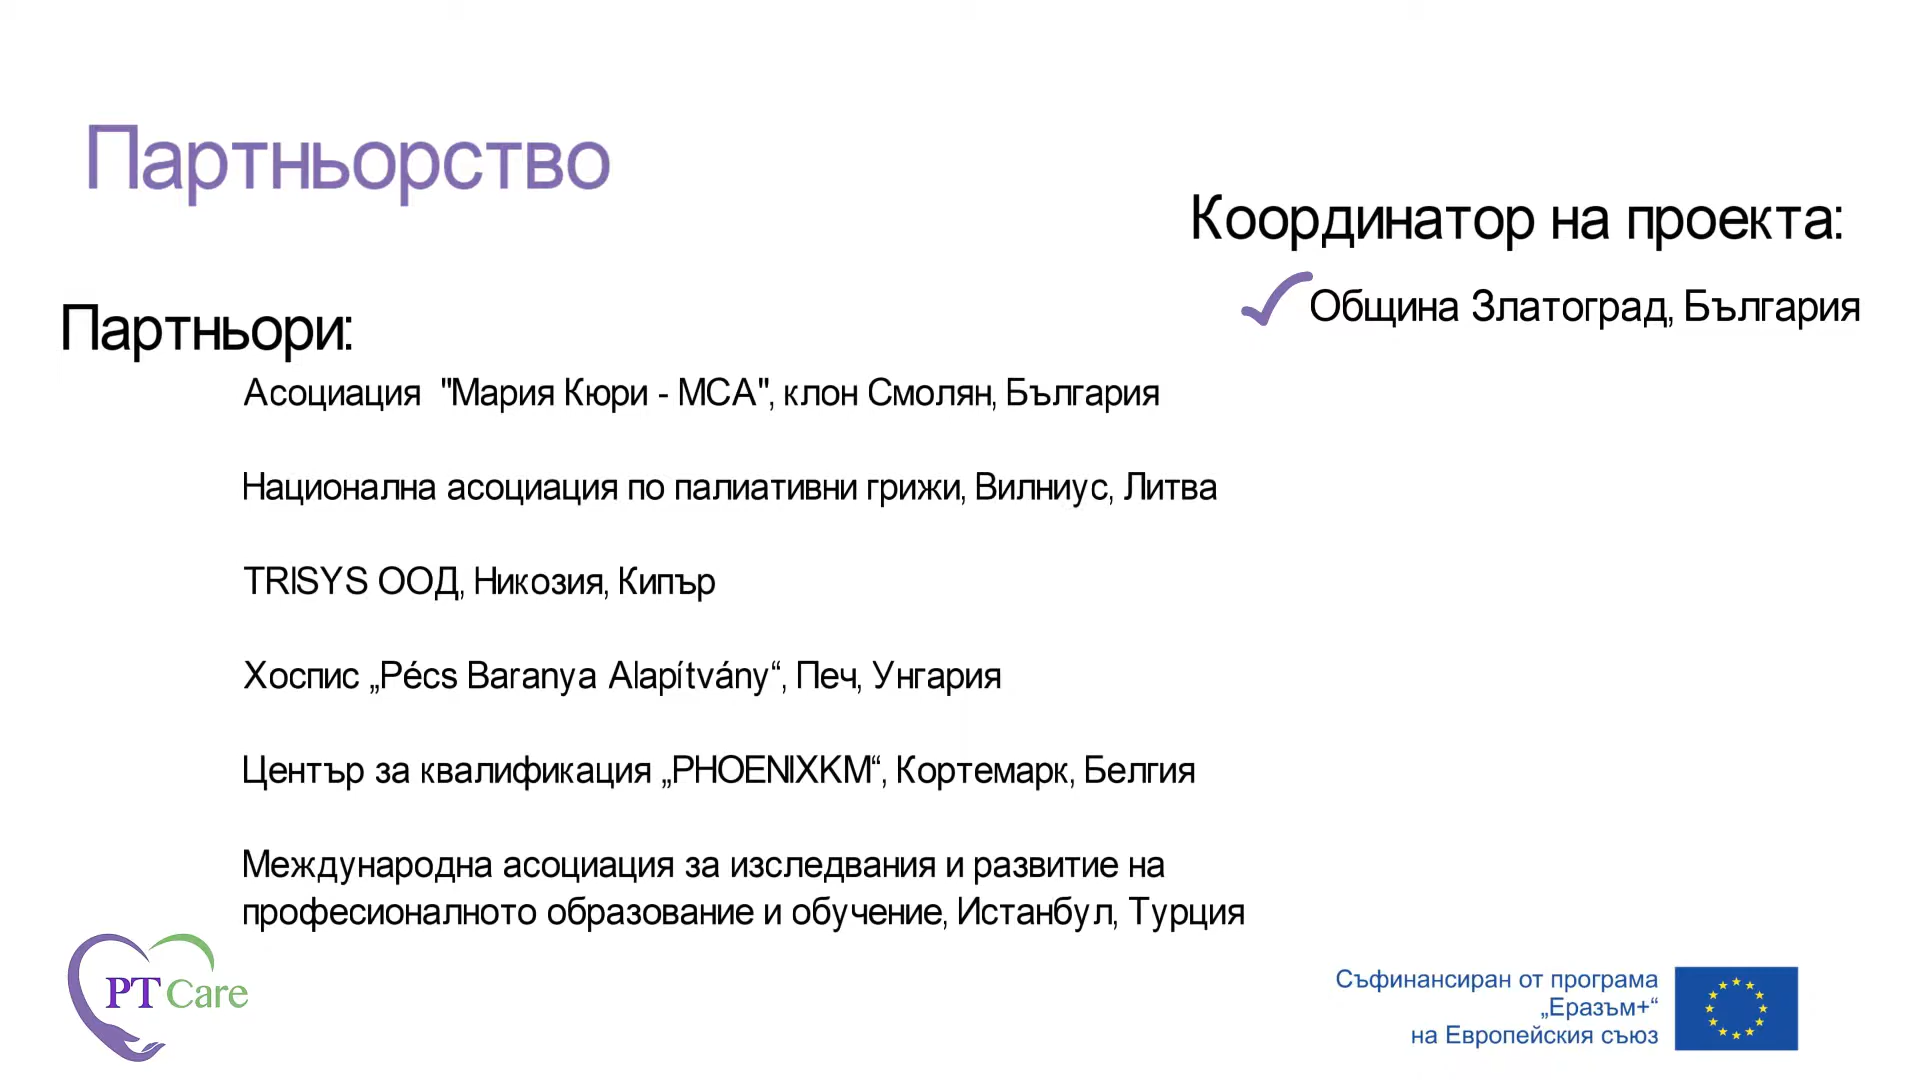 Партньорство
Координатор на проекта:
Община Златоград, България
Партньори:
Асоциация "Мария Кюри - МСА", клон Смолян, България
Национална асоциация по палиативни грижи, Вилниус, Литва
TRISYS ООД, Никозия, Кипър
Хоспис „Pécs Baranya Alapítvány“, Печ, Унгария
Център за квалификация „PHOENIXKM“, Кортемарк, Белгия
Международна асоциация за изследвания и развитие на
професионалното образование и обучение, Истанбул, Турция
PT Care
Съфинансиран от програма
„Еразъм+“
на Европейския съюз